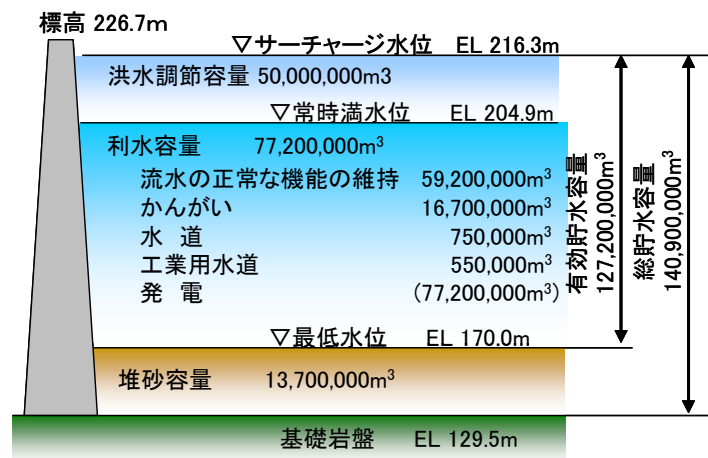 標高 226.7m
▽サーチャージ水位 EL 216.3m
洪水調節容量 50,000,000m3
▽常時満水位 EL 204.9m
利水容量 77,200,000m³
流水の正常な機能の維持 59,200,000m³
かんがい 16,700,000m³
水 道 750,000m³
工業用水道 550,000m³
発 電 (77,200,000m³)
▽最低水位 EL 170.0m
堆砂容量 13,700,000m³
基礎岩盤 EL 129.5m
有効貯水容量
127,200,000m³
総貯水容量
140,900,000m³